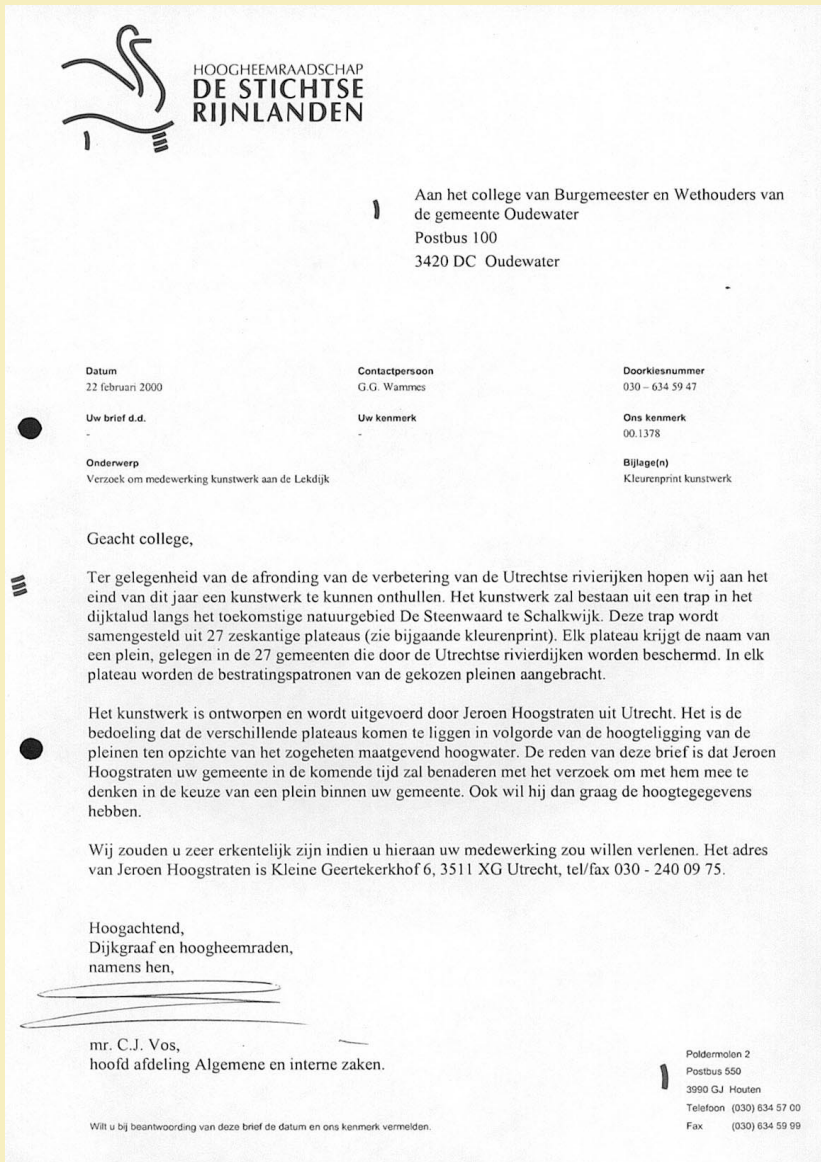 HOOGHEEMRAADSCHAP
DE STICHTSE
RIJNLANDEN
Aan het college van Burgemeester en Wethouders van
de gemeente Oudewater
Postbus 100
3420 DC Oudewater
Datum
22 februari 2000
Contactpersoon
G.G. Wammes
Doorkiesnummer
030 – 634 59 47
Uw brief d.d.
-
Uw kenmerk
-
Ons kenmerk
00.1378
Onderwerp
Verzoek om medewerking kunstwerk aan de Lekdijk
Bijlage(n)
Kleurenprint kunstwerk
Geacht college,
Ter gelegenheid van de afronding van de verbetering van de Utrechtse rivierijken hopen wij aan het
eind van dit jaar een kunstwerk te kunnen onthullen. Het kunstwerk zal bestaan uit een trap in het
dijktalud langs het toekomstige natuurgebied De Steenwaard te Schalkwijk. Deze trap wordt
samengesteld uit 27 zeskantige plateaus (zie bijgaande kleurenprint). Elk plateau krijgt de naam van
een plein, gelegen in de 27 gemeenten die door de Utrechtse rivierdijken worden beschermd. In elk
plateau worden de bestratingspatronen van de gekozen pleinen aangebracht.
Het kunstwerk is ontworpen en wordt uitgevoerd door Jeroen Hoogstraten uit Utrecht. Het is de
bedoeling dat de verschillende plateaus komen te liggen in volgorde van de hoogteligging van de
pleinen ten opzichte van het zogeheten maatgevend hoogwater. De reden van deze brief is dat Jeroen
Hoogstraten uw gemeente in de komende tijd zal benaderen met het verzoek om met hem mee te
denken in de keuze van een plein binnen uw gemeente. Ook wil hij dan graag de hoogtegegevens
hebben.
Wij zouden u zeer erkentelijk zijn indien u hieraan uw medewerking zou willen verlenen. Het adres
van Jeroen Hoogstraten is Kleine Geertekerkhof 6, 3511 XG Utrecht, tel/fax 030 - 240 09 75.
Hoogachtend,
Dijkgraaf en hoogheemraden,
namens hen,
mr. C.J. Vos,
hoofd afdeling Algemene en interne zaken.
Poldermolen 2
Postbus 550
3990 GJ Houten
Telefoon (030) 634 57 00
Fax (030) 634 59 99
Wilt u bij beantwoording van deze brief de datum en ons kenmerk vermelden.